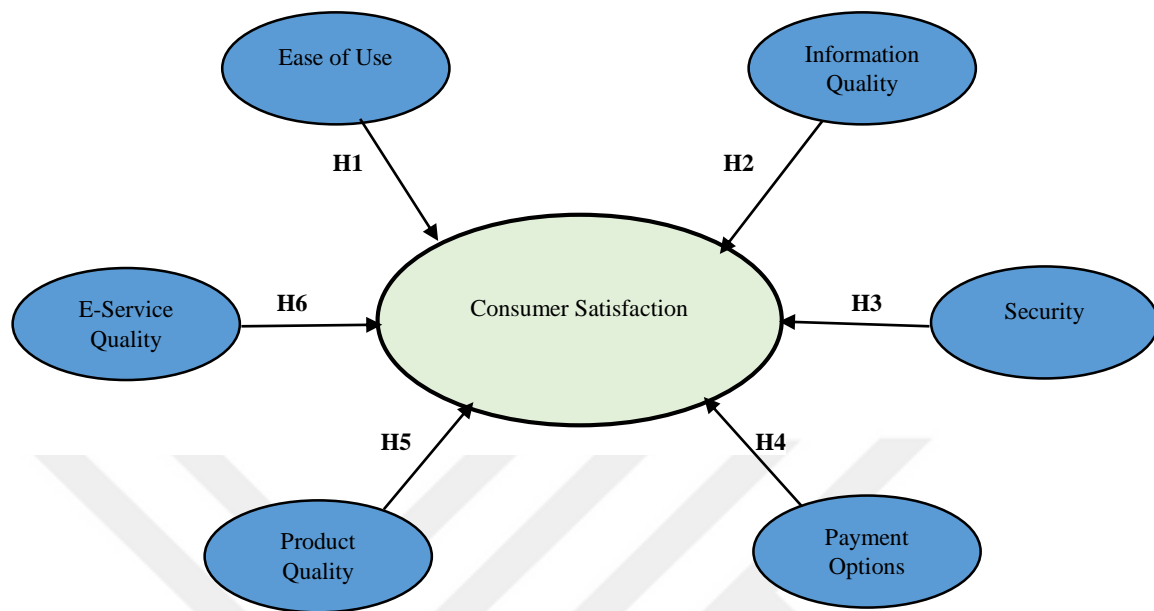 Ease of Use
Information
Quality
H1
H2
E-Service
Quality
H6
Consumer Satisfaction
H3
Security
H5
H4
Product
Quality
Payment
Options